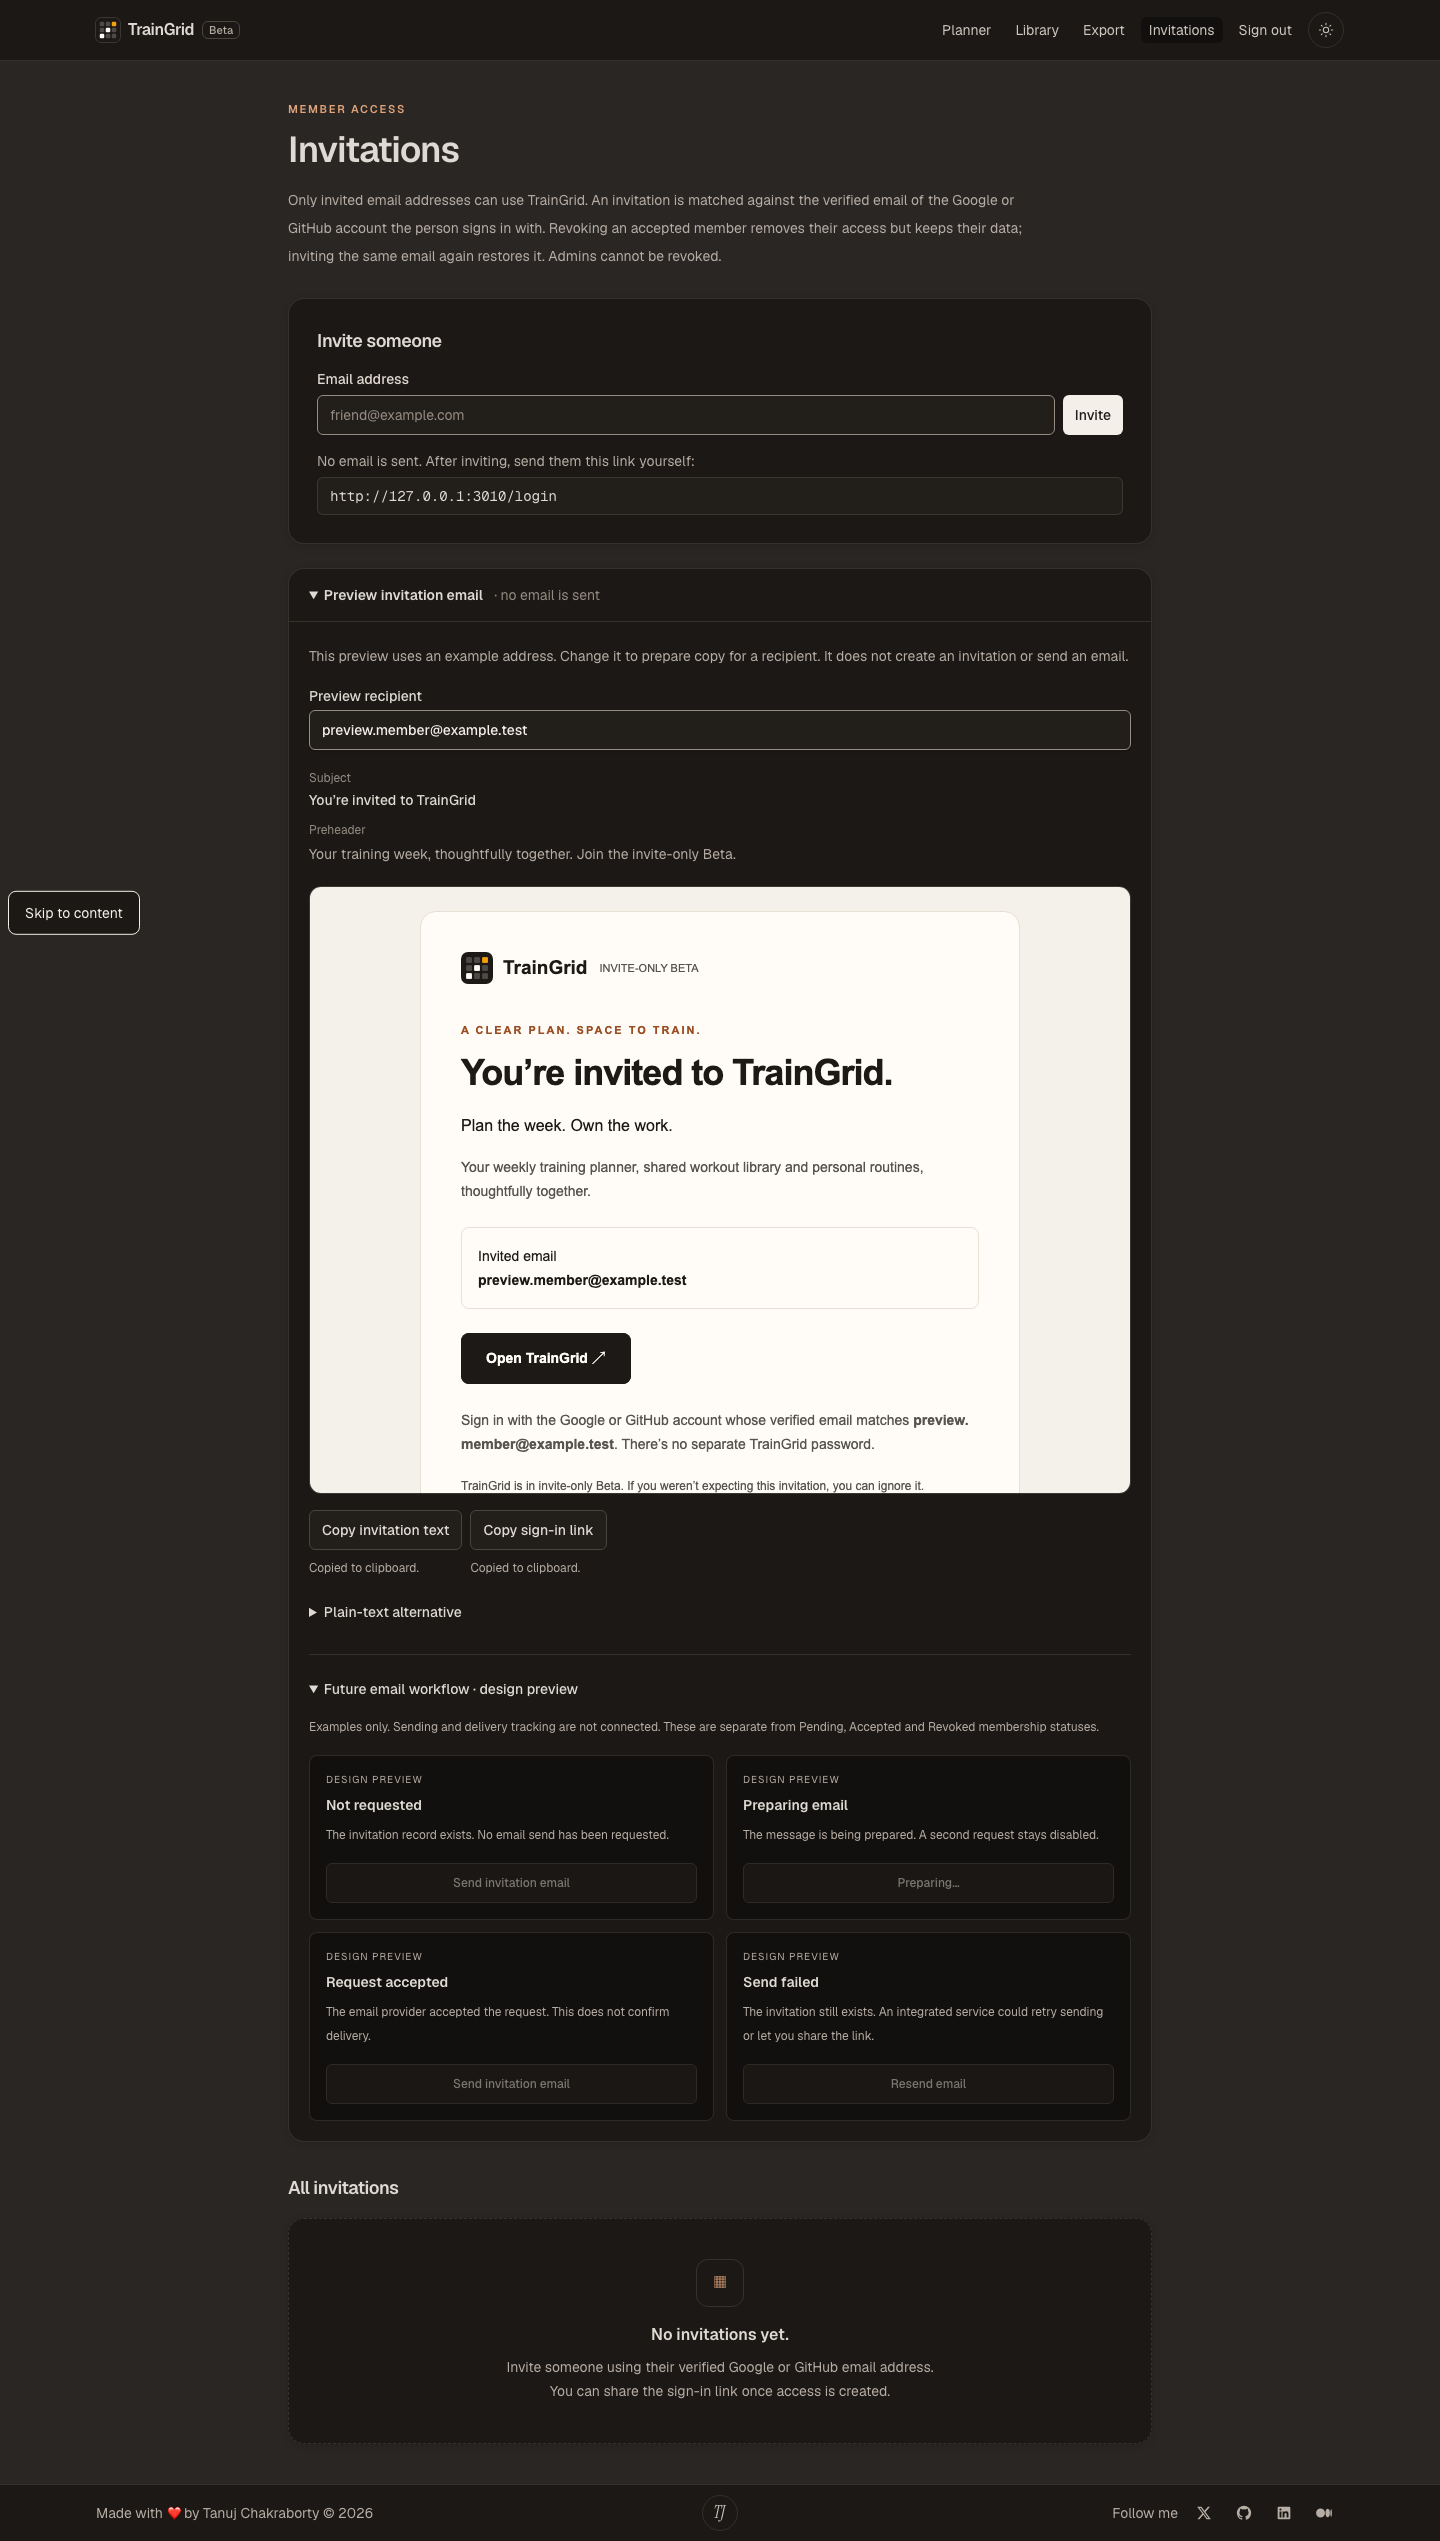 TrainGrid Beta
Planner Library Export Invitations Sign out
MEMBER ACCESS
Invitations
Only invited email addresses can use TrainGrid. An invitation is matched against the verified email of the Google or
GitHub account the person signs in with. Revoking an accepted member removes their access but keeps their data;
inviting the same email again restores it. Admins cannot be revoked.
Invite someone
Email address
friend@example.com
Invite
No email is sent. After inviting, send them this link yourself:
http://127.0.0.1:3010/login
▼ Preview invitation email · no email is sent
This preview uses an example address. Change it to prepare copy for a recipient. It does not create an invitation or send an email.
Preview recipient
preview.member@example.test
Subject
You're invited to TrainGrid
Preheader
Your training week, thoughtfully together. Join the invite-only Beta.
Skip to content
TrainGrid INVITE-ONLY BETA
A CLEAR PLAN. SPACE TO TRAIN.
You’re invited to TrainGrid.
Plan the week. Own the work.
Your weekly training planner, shared workout library and personal routines,
thoughtfully together.
Invited email
preview.member@example.test
Open TrainGrid ↗
Sign in with the Google or GitHub account whose verified email matches preview.
member@example.test. There’s no separate TrainGrid password.
TrainGrid is in invite-only Beta. If you weren’t expecting this invitation, you can ignore it.
Copy invitation text
Copy sign-in link
Copied to clipboard.
Copied to clipboard.
▶ Plain-text alternative
▼ Future email workflow · design preview
Examples only. Sending and delivery tracking are not connected. These are separate from Pending, Accepted and Revoked membership statuses.
DESIGN PREVIEW
Not requested
The invitation record exists. No email send has been requested.
Send invitation email
DESIGN PREVIEW
Preparing email
The message is being prepared. A second request stays disabled.
Preparing…
DESIGN PREVIEW
Request accepted
The email provider accepted the request. This does not confirm
delivery.
Send invitation email
DESIGN PREVIEW
Send failed
The invitation still exists. An integrated service could retry sending
or let you share the link.
Resend email
All invitations
No invitations yet.
Invite someone using their verified Google or GitHub email address.
You can share the sign-in link once access is created.
Made with ❤️ by Tanuj Chakraborty © 2026
TJ
Follow me